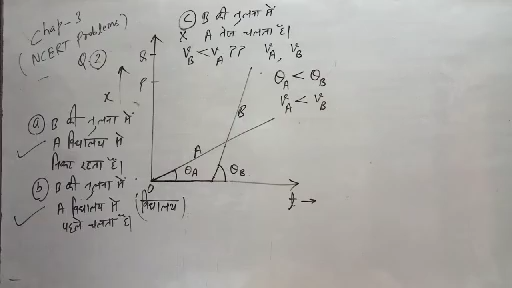 Chap-3
(NCERT Problems)
Q.2
(a) B की तुलना में
A विद्यालय से
निकट रहता है।
(b) B की तुलना में
A विद्यालय से
पहले चलता है।
(c) B की तुलना में
A तेज चलता है।
V_B < V_A ?? V_A, V_B
θ_A < θ_B
V_A < V_B
x
Q
P
B
A
θ_A
θ_B
O
(विद्यालय)
t →